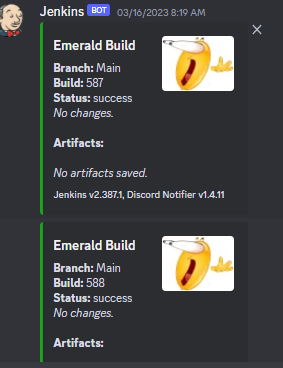 Jenkins BOT 03/16/2023 8:19 AM
Emerald Build
Branch: Main
Build: 587
Status: success
No changes.
Artifacts:
No artifacts saved.
Jenkins v2.387.1, Discord Notifier v1.4.11
Emerald Build
Branch: Main
Build: 588
Status: success
No changes.
Artifacts: